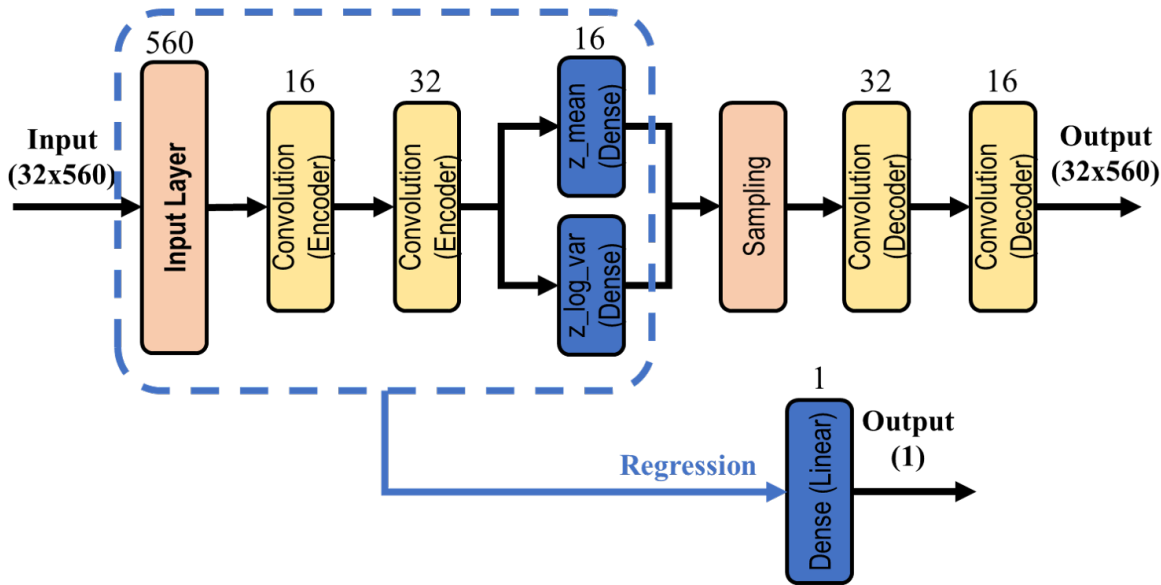 Input
(32x560)
560
Input Layer
16
Convolution
(Encoder)
32
Convolution
(Encoder)
16
z_mean
(Dense)
z_log_var
(Dense)
Sampling
32
Convolution
(Decoder)
16
Convolution
(Decoder)
Output
(32x560)
Regression
1
Dense (Linear)
Output
(1)